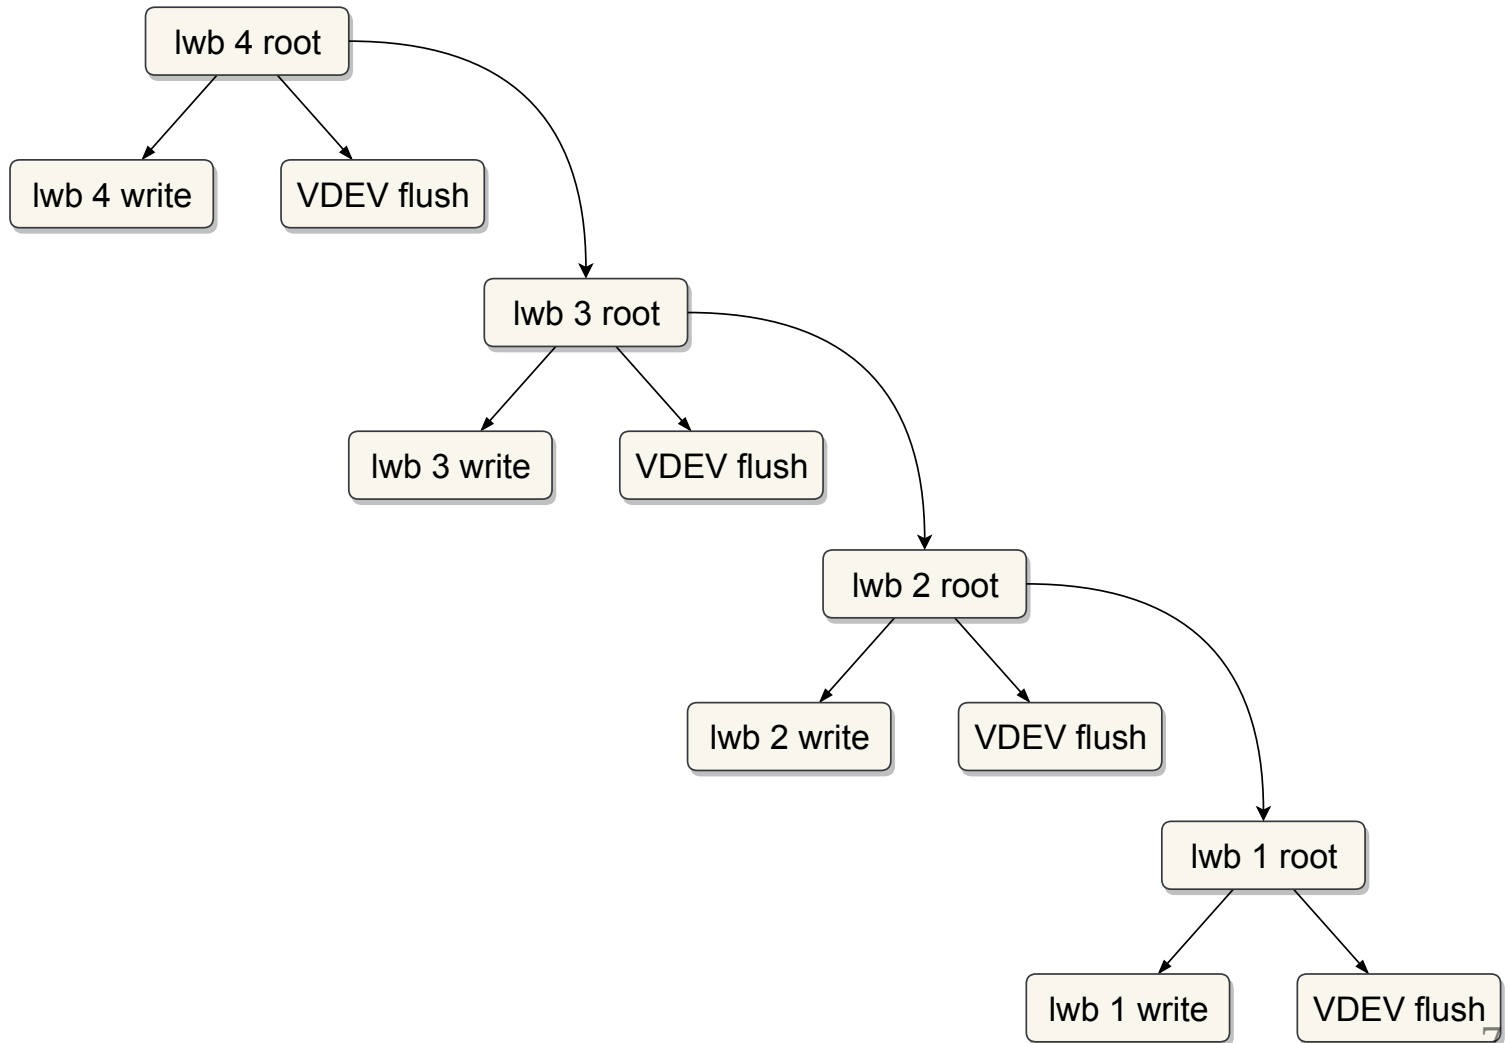 lwb 4 root
lwb 4 write
VDEV flush
lwb 3 root
lwb 3 write
VDEV flush
lwb 2 root
lwb 2 write
VDEV flush
lwb 1 root
lwb 1 write
VDEV flush
7